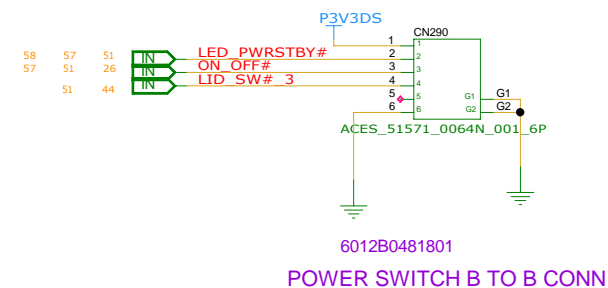 P3V3DS
CN290
1 1
58 57 51 IN LED_PWRSTBY# 2 2
57 51 26 IN ON_OFF# 3 3
51 44 IN LID_SW#_3 4 4
5 5 G1 G1
6 6 G2 G2
ACES_51571_0064N_001_6P
6012B0481801
POWER SWITCH B TO B CONN